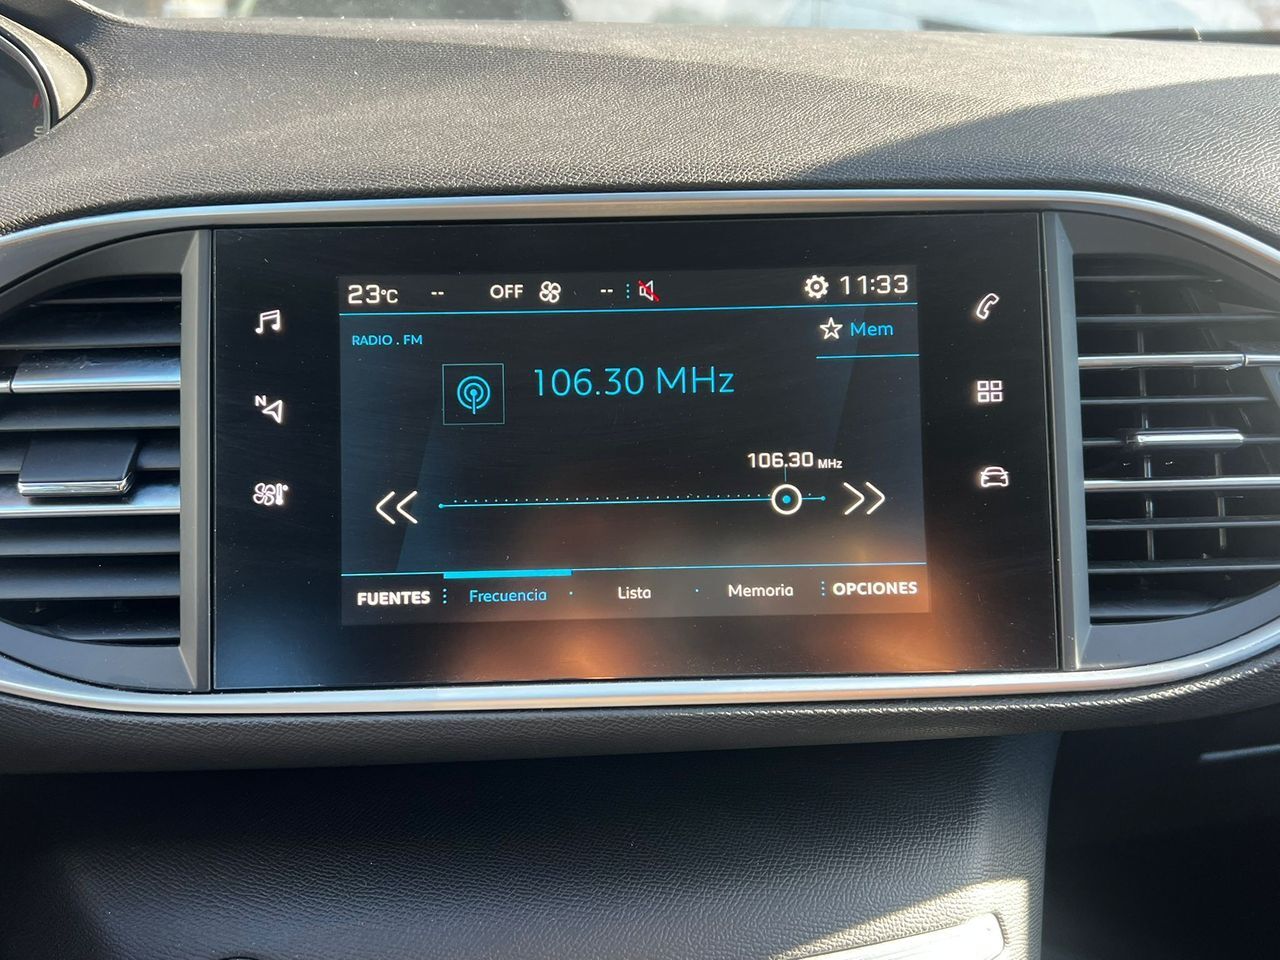 23°C -- OFF -- 11:33
RADIO . FM
Mem
106.30 MHz
106.30 MHz
N
FUENTES Frecuencia Lista Memoria OPCIONES